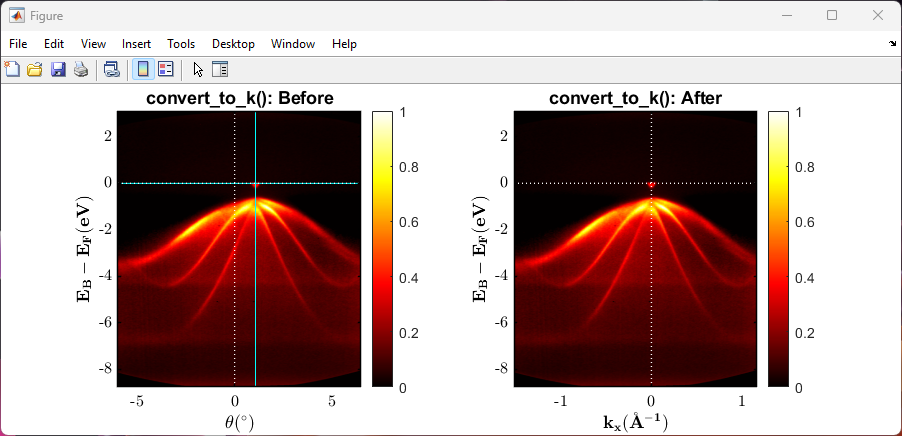 Figure
File Edit View Insert Tools Desktop Window Help
convert_to_k(): Before
convert_to_k(): After
E_B − E_F(eV)
2
0
-2
-4
-6
-8
-5 0 5
θ(°)
1
0.8
0.6
0.4
0.2
0
E_B − E_F(eV)
2
0
-2
-4
-6
-8
-1 0 1
k_x(Å⁻¹)
1
0.8
0.6
0.4
0.2
0